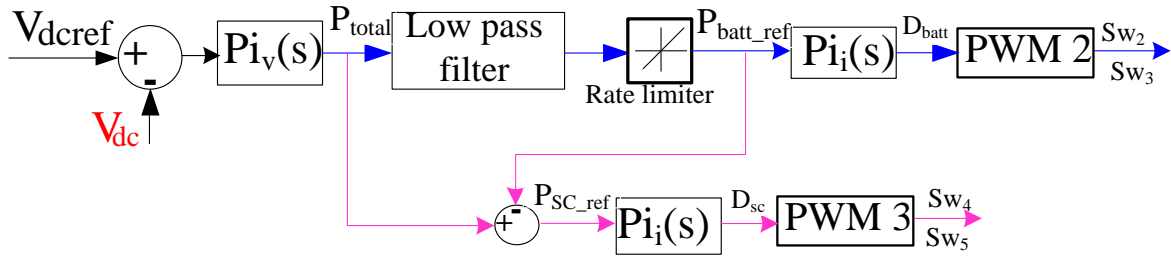 Vdcref
+
-
Vdc
Piv(s)
Ptotal
Low pass
filter
Rate limiter
Pbatt_ref
Pii(s)
Dbatt
PWM 2
Sw2
Sw3
+
-
PSC_ref
Pii(s)
Dsc
PWM 3
Sw4
Sw5